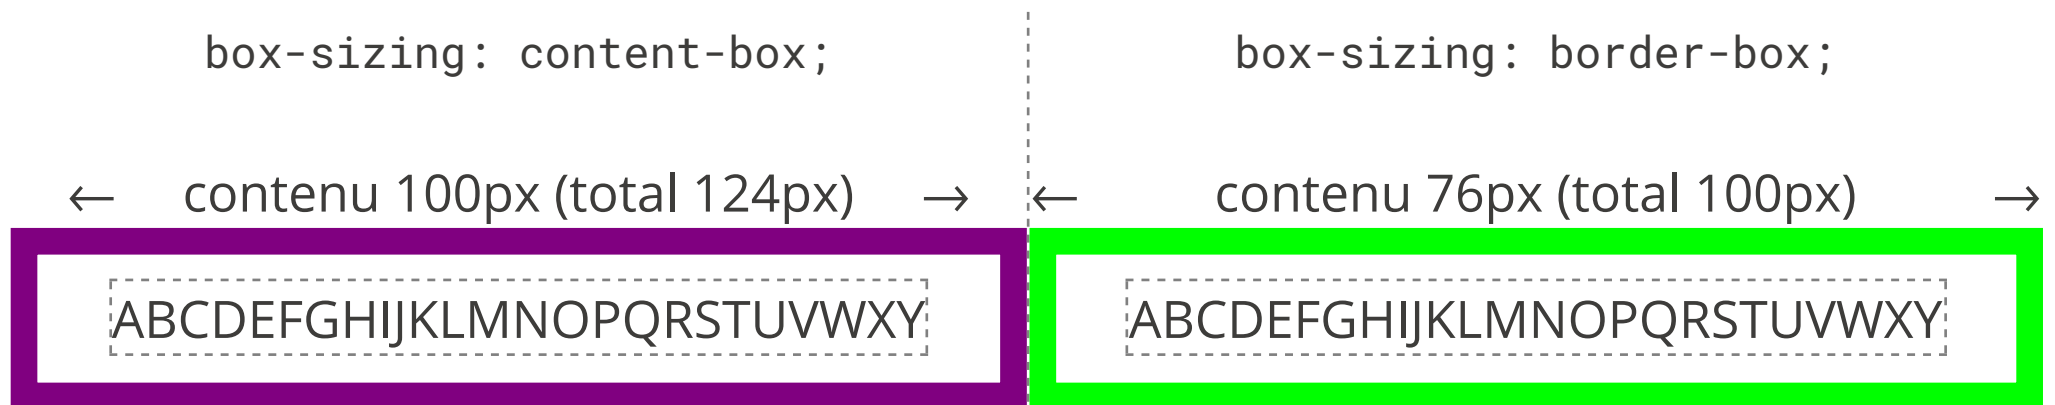 box-sizing: content-box;
← contenu 100px (total 124px) →
ABCDEFGHIJKLMNOPQRSTUVWXY
box-sizing: border-box;
← contenu 76px (total 100px) →
ABCDEFGHIJKLMNOPQRSTUVWXY